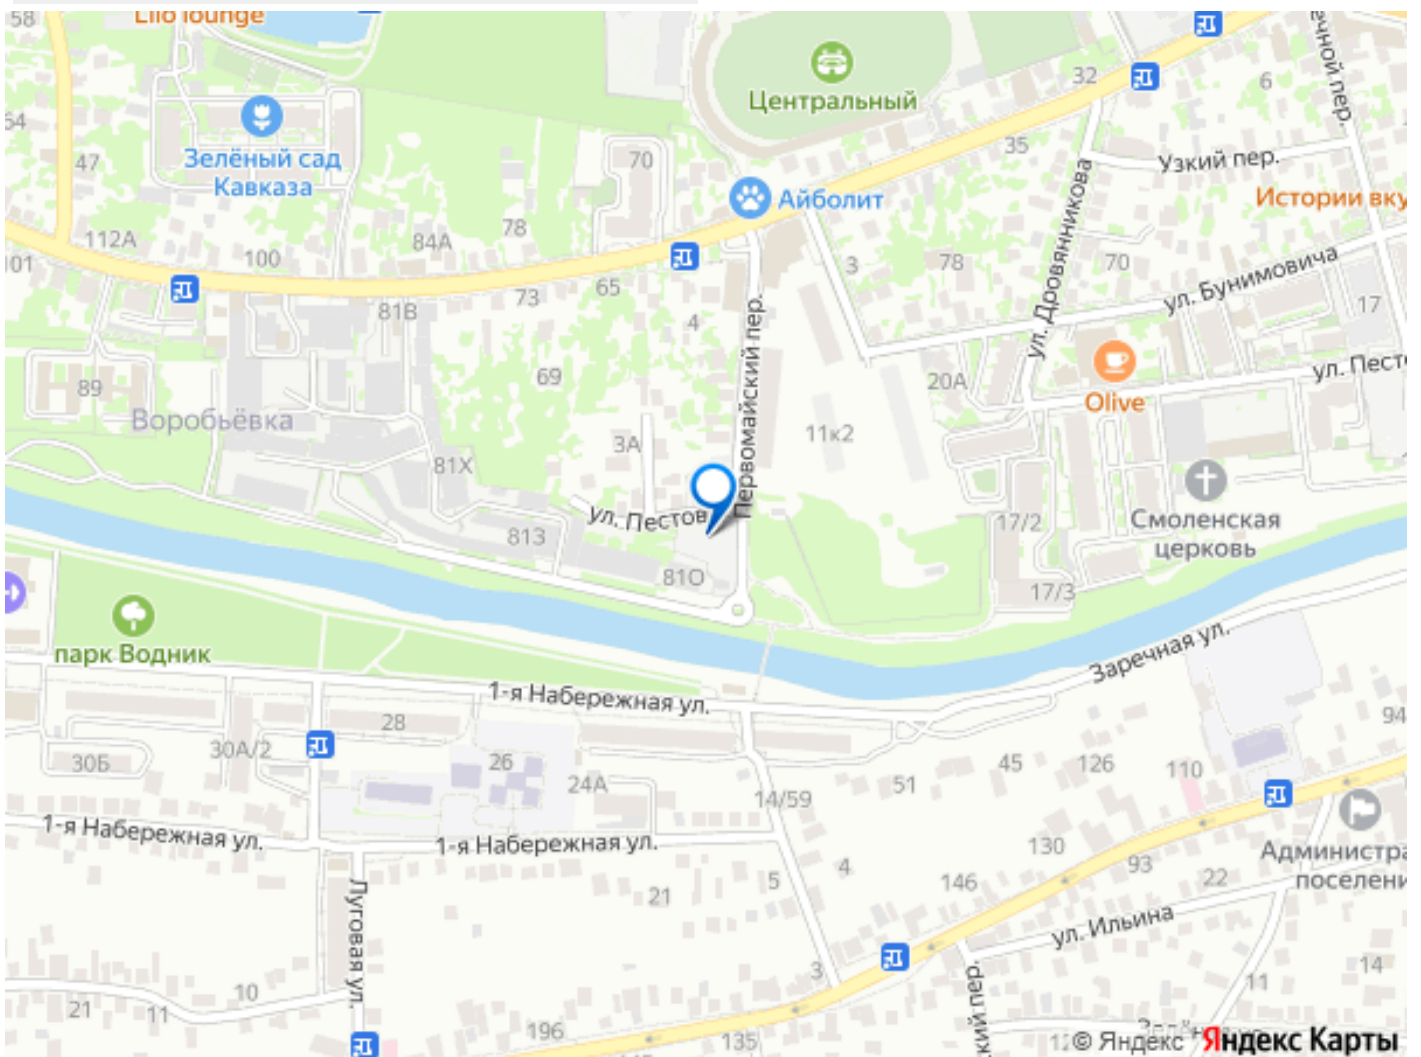 58
Lilo lounge
Центральный
32
6
64
47
Зелёный сад
Кавказа
70
35
Узкий пер.
Айболит
Истории вку
112А
101
100
84А
78
3
78
70
ул. Дровянникова
ул. Бунимовича
73
65
81В
4
17
89
69
Первомайский пер.
20А
ул. Песто
Olive
Воробьёвка
3А
11к2
81Х
ул. Пестов
813
17/2
Смоленская
церковь
81О
17/3
парк Водник
Заречная ул.
1-я Набережная ул.
28
30А/2
30Б
26
24А
14/59
51
45
126
110
94
1-я Набережная ул.
1-я Набережная ул.
130
93
Администра
поселени
4
5
21
146
22
Луговая ул.
ул. Ильина
3
14
11
10
21
11
196
135
ский пер.
© Яндекс Яндекс Карты